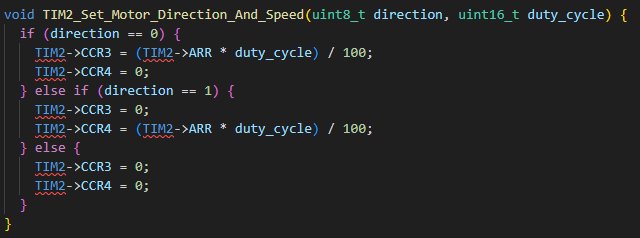 void TIM2_Set_Motor_Direction_And_Speed(uint8_t direction, uint16_t duty_cycle) {
  if (direction == 0) {
    TIM2->CCR3 = (TIM2->ARR * duty_cycle) / 100;
    TIM2->CCR4 = 0;
  } else if (direction == 1) {
    TIM2->CCR3 = 0;
    TIM2->CCR4 = (TIM2->ARR * duty_cycle) / 100;
  } else {
    TIM2->CCR3 = 0;
    TIM2->CCR4 = 0;
  }
}